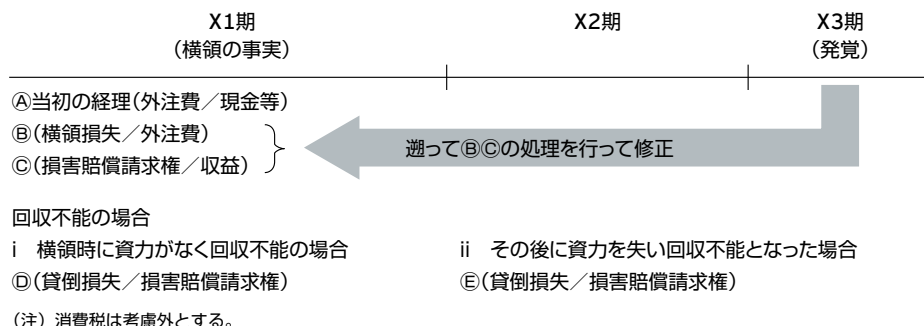 X1期 X2期 X3期
（横領の事実） （発覚）
Ⓐ当初の経理（外注費／現金等）
Ⓑ（横領損失／外注費）
Ⓒ（損害賠償請求権／収益）
遡ってⒷⒸの処理を行って修正
回収不能の場合
i　横領時に資力がなく回収不能の場合 ii　その後に資力を失い回収不能となった場合
Ⓓ（貸倒損失／損害賠償請求権） Ⓔ（貸倒損失／損害賠償請求権）
（注）消費税は考慮外とする。